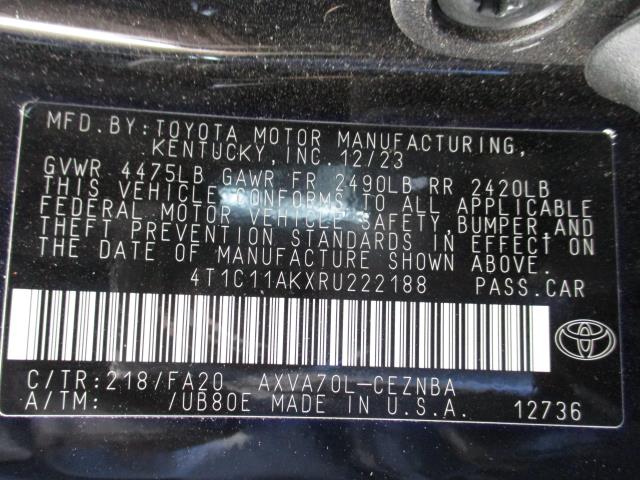 MFD.BY:TOYOTA MOTOR MANUFACTURING,
KENTUCKY,INC.12/23
GVWR 4475LB GAWR FR 2490LB RR 2420LB
THIS VEHICLE CONFORMS TO ALL APPLICABLE
FEDERAL MOTOR VEHICLE SAFETY,BUMPER,AND
THEFT PREVENTION STANDARDS IN EFFECT ON
THE DATE OF MANUFACTURE SHOWN ABOVE.
4T1C11AKXRU222188 PASS.CAR
C/TR:218/FA20 AXVA70L-CEZNBA
A/TM: /UB80E MADE IN U.S.A. 12736